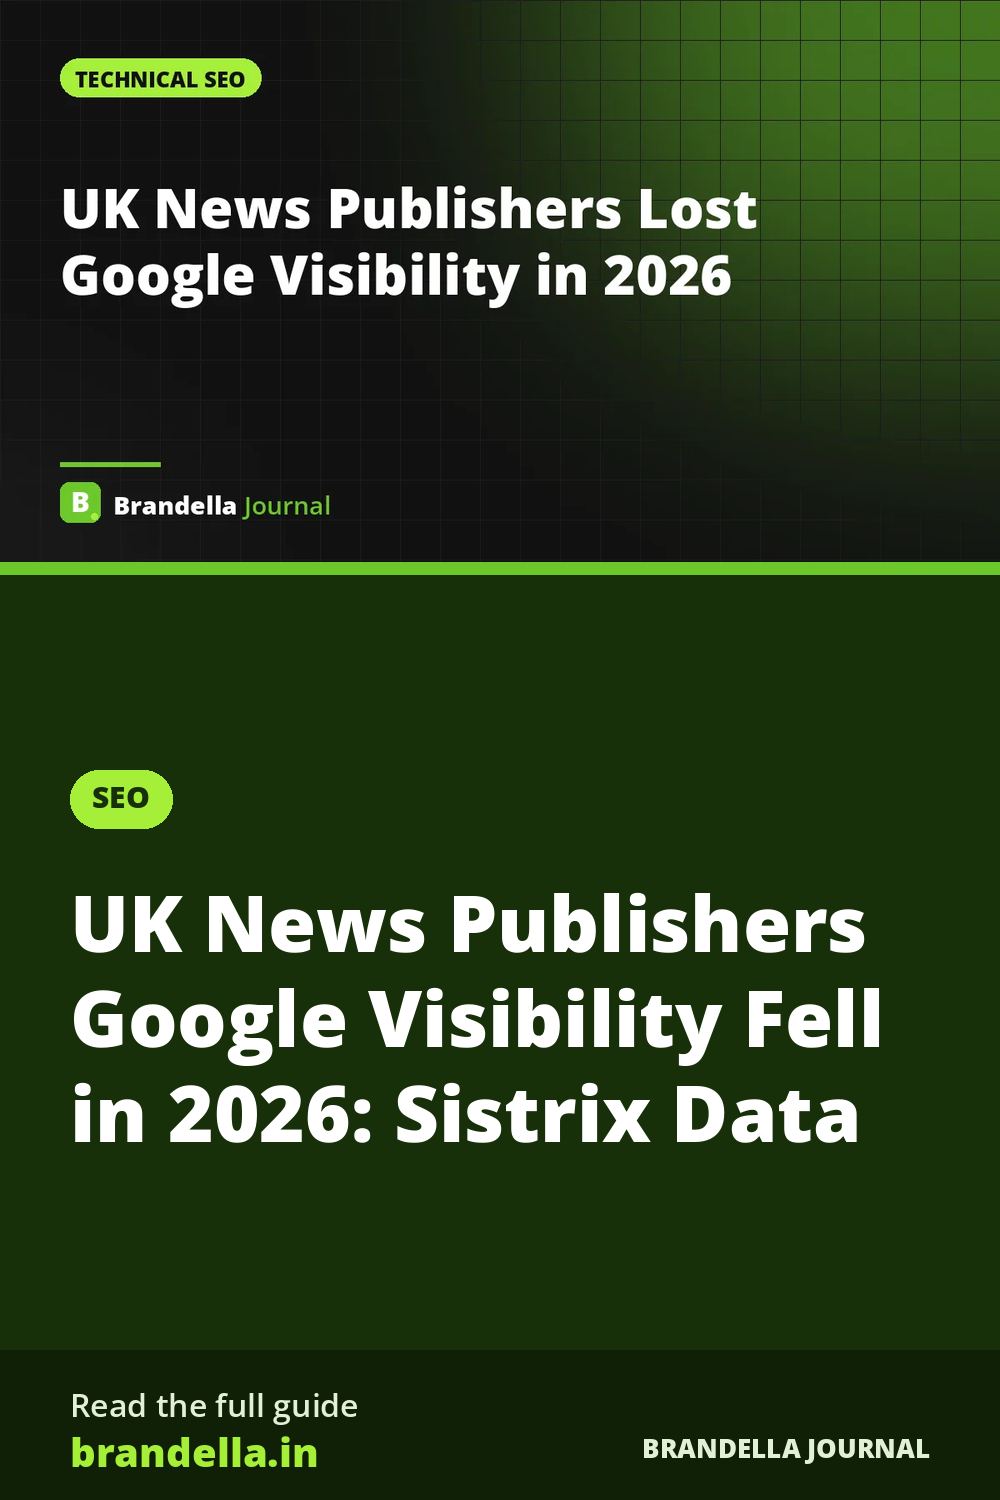 TECHNICAL SEO
UK News Publishers Lost
Google Visibility in 2026
B.
Brandella Journal
SEO
UK News Publishers
Google Visibility Fell
in 2026: Sistrix Data
Read the full guide
brandella.in
BRANDELLA JOURNAL